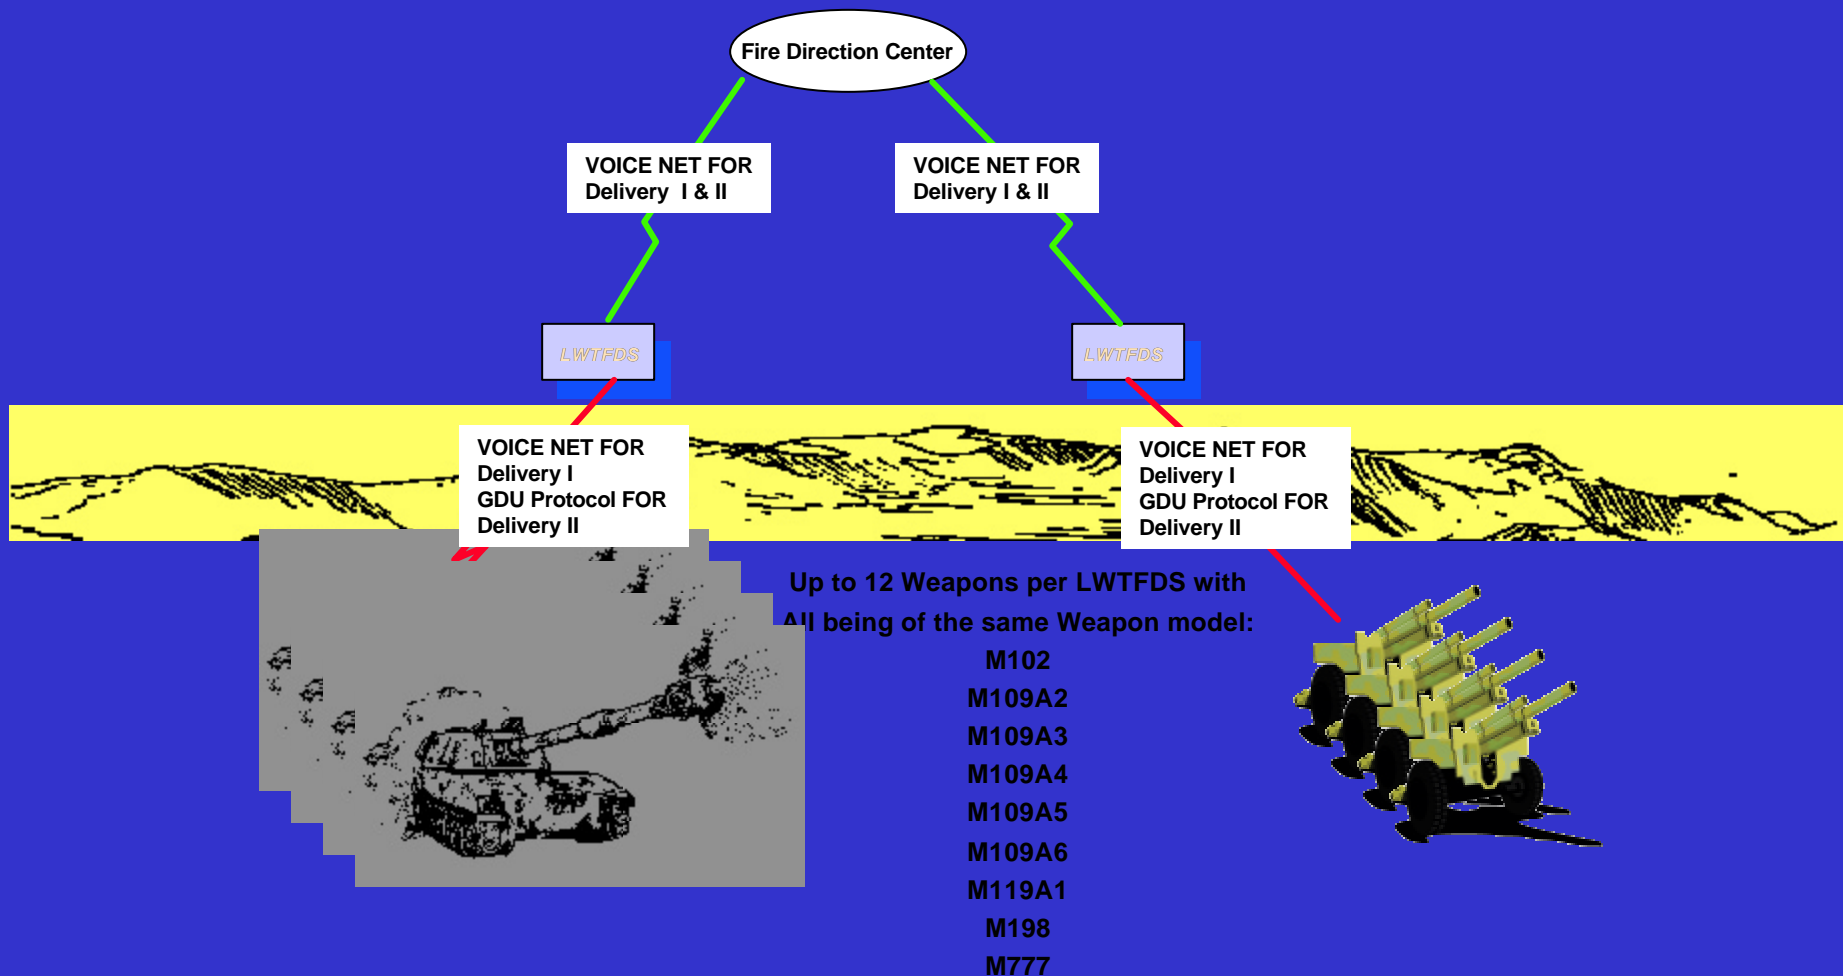 Fire Direction Center
VOICE NET FOR
Delivery I & II
VOICE NET FOR
Delivery I & II
LWTFDS
LWTFDS
VOICE NET FOR
Delivery I
GDU Protocol FOR
Delivery II
VOICE NET FOR
Delivery I
GDU Protocol FOR
Delivery II
Up to 12 Weapons per LWTFDS with
All being of the same Weapon model:
M102
M109A2
M109A3
M109A4
M109A5
M109A6
M119A1
M198
M777